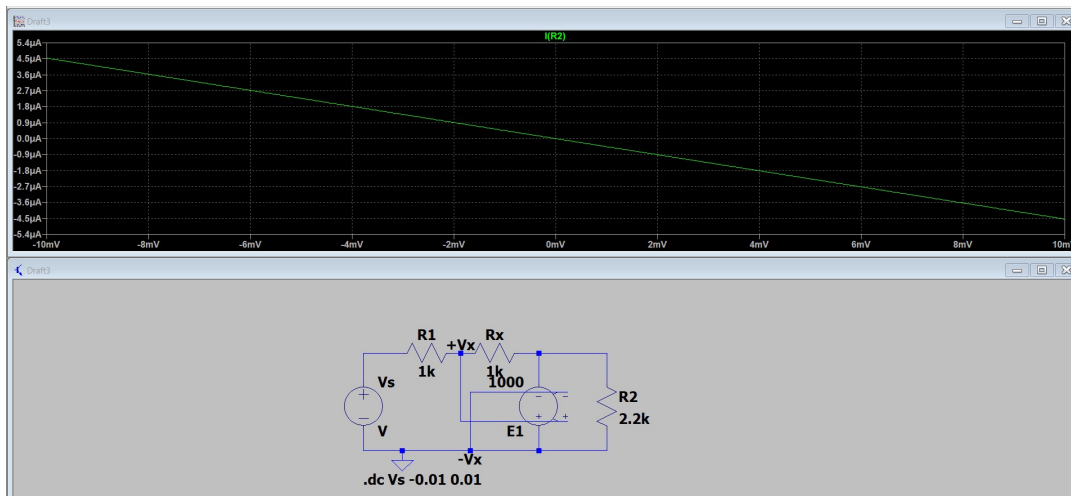 Draft3
I(R2)
5.4µA
4.5µA
3.6µA
2.7µA
1.8µA
0.9µA
0.0µA
-0.9µA
-1.8µA
-2.7µA
-3.6µA
-4.5µA
-5.4µA
-10mV -8mV -6mV -4mV -2mV 0mV 2mV 4mV 6mV 8mV 10mV
Draft3
R1 +Vx Rx
1k 1k
1000
Vs
R2
2.2k
V
E1
-Vx
.dc Vs -0.01 0.01